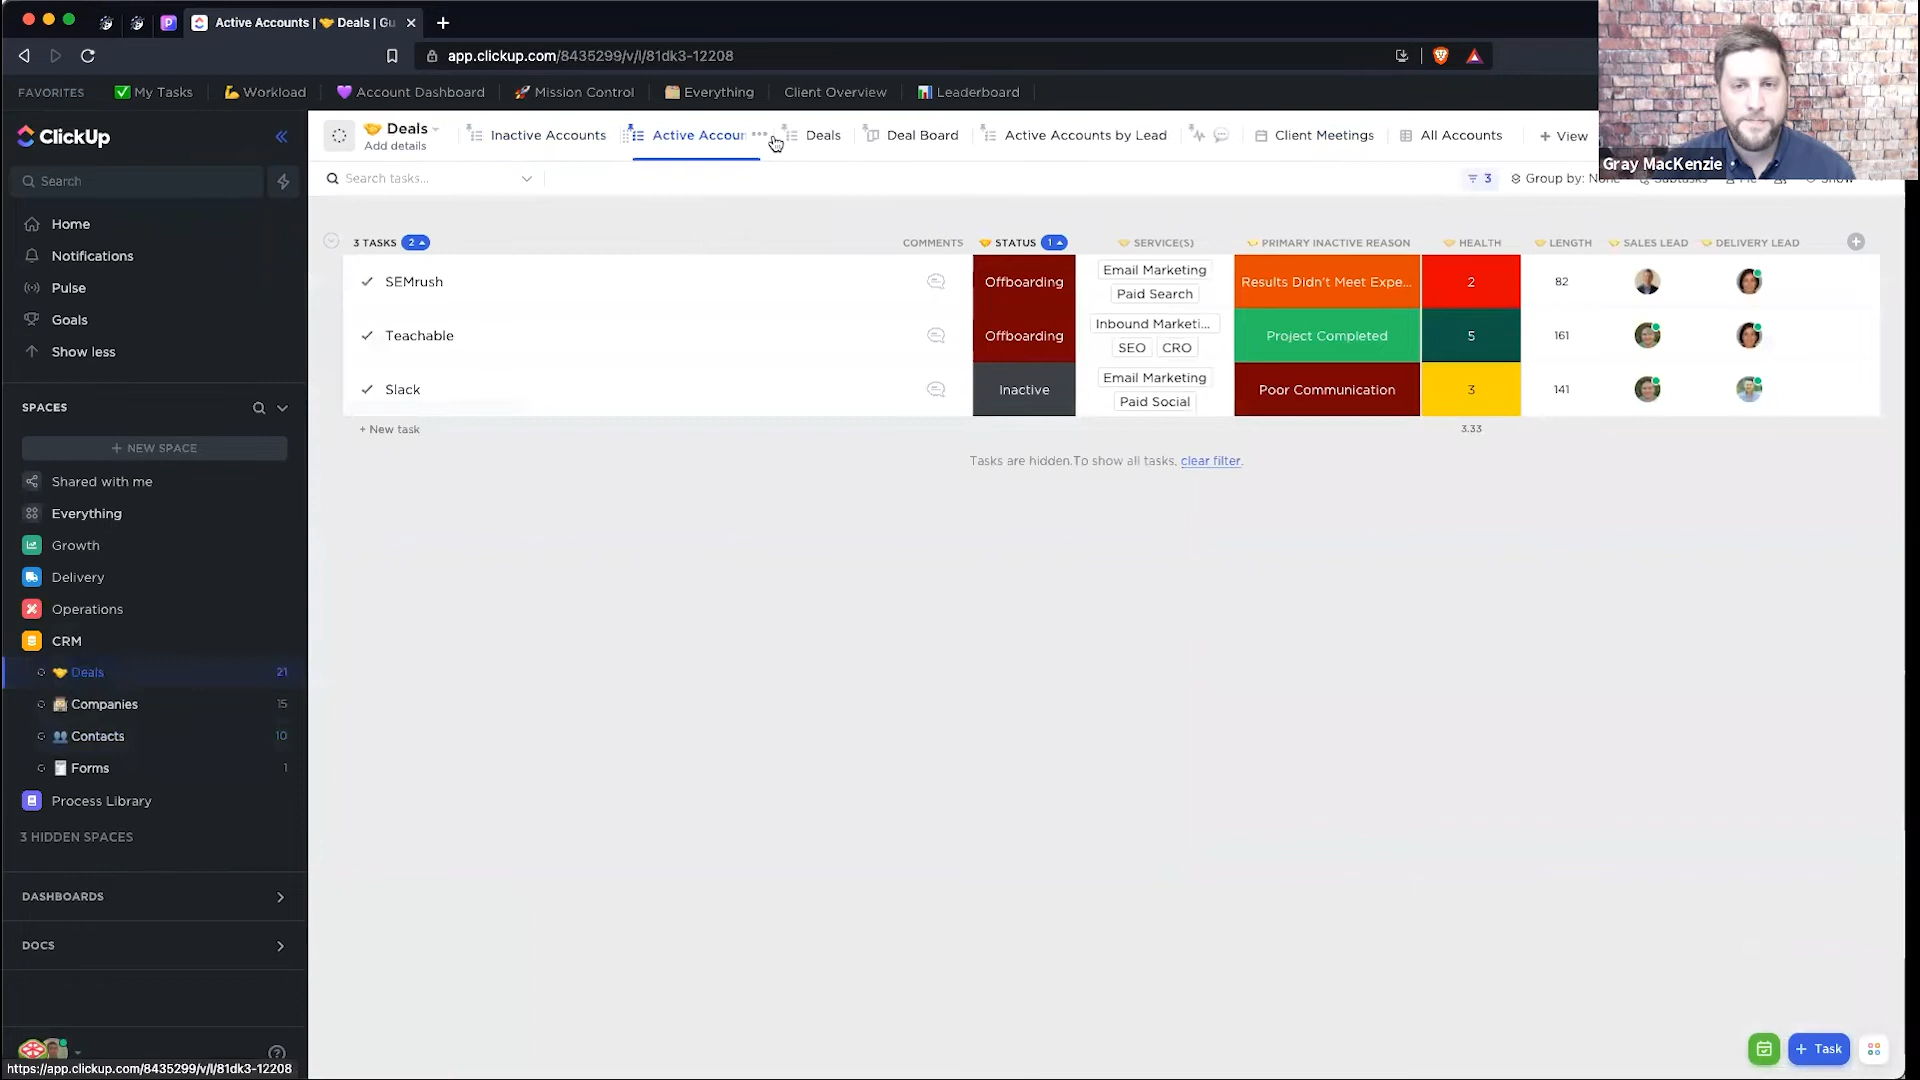 Active Accounts | 🤝 Deals | Gu
app.clickup.com/8435299/v/l/81dk3-12208
FAVORITES
My Tasks
Workload
Account Dashboard
Mission Control
Everything
Client Overview
Leaderboard
Gray MacKenzie
ClickUp
Deals
Add details
Inactive Accounts
Active Accoun
Deals
Deal Board
Active Accounts by Lead
Client Meetings
All Accounts
+ View
Search
Search tasks...
3
Group by: None
Subtasks
Me
Show
Home
Notifications
Pulse
Goals
Show less
3 TASKS 2
COMMENTS
STATUS 1
SERVICE(S)
PRIMARY INACTIVE REASON
HEALTH
LENGTH
SALES LEAD
DELIVERY LEAD
SEMrush
Offboarding
Email Marketing
Paid Search
Results Didn't Meet Expe...
2
82
Teachable
Offboarding
Inbound Marketi...
SEO CRO
Project Completed
5
161
Slack
Inactive
Email Marketing
Paid Social
Poor Communication
3
141
+ New task
3.33
Tasks are hidden.To show all tasks, clear filter.
SPACES
+ NEW SPACE
Shared with me
Everything
Growth
Delivery
Operations
CRM
Deals 21
Companies 15
Contacts 10
Forms 1
Process Library
3 HIDDEN SPACES
DASHBOARDS
DOCS
https://app.clickup.com/8435299/v/l/81dk3-12208
+ Task